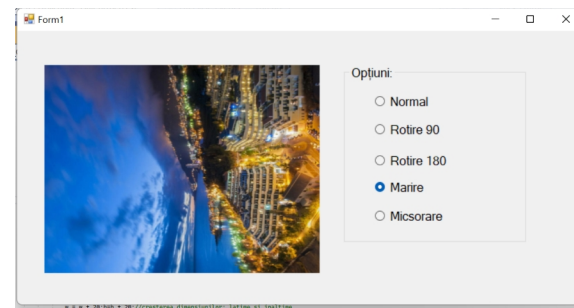 Form1
Opțiuni:
Normal
Rotire 90
Rotire 180
Marire
Micsorare